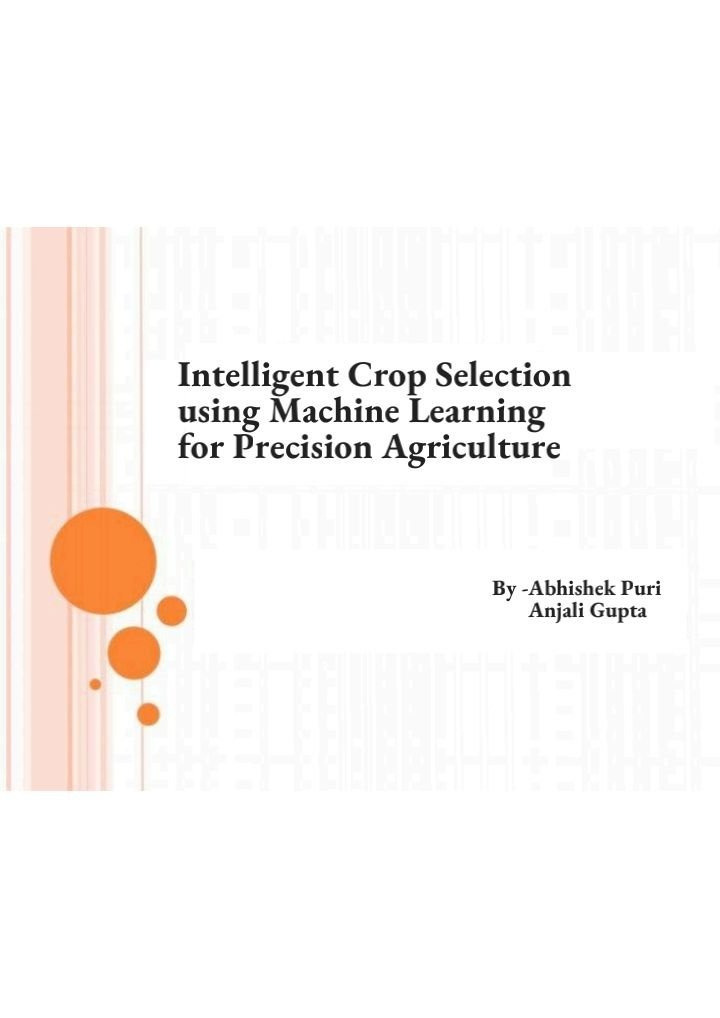 Intelligent Crop Selection
using Machine Learning
for Precision Agriculture
By -Abhishek Puri
Anjali Gupta